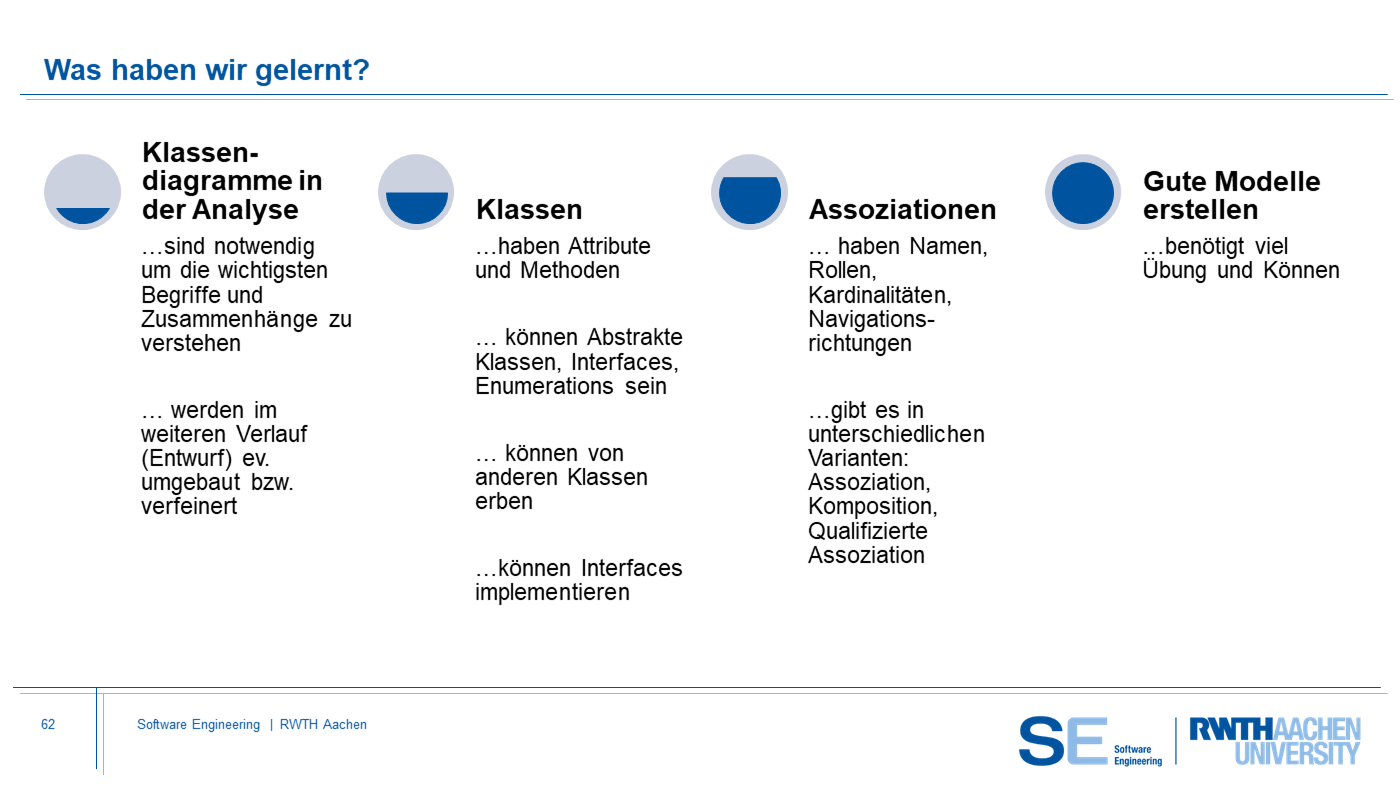 Was haben wir gelernt?
Klassen-
diagramme in
der Analyse
…sind notwendig
um die wichtigsten
Begriffe und
Zusammenhänge zu
verstehen
… werden im
weiteren Verlauf
(Entwurf) ev.
umgebaut bzw.
verfeinert
Klassen
…haben Attribute
und Methoden
… können Abstrakte
Klassen, Interfaces,
Enumerations sein
… können von
anderen Klassen
erben
…können Interfaces
implementieren
Assoziationen
… haben Namen,
Rollen,
Kardinalitäten,
Navigations-
richtungen
…gibt es in
unterschiedlichen
Varianten:
Assoziation,
Komposition,
Qualifizierte
Assoziation
Gute Modelle
erstellen
…benötigt viel
Übung und Können
62
Software Engineering | RWTH Aachen
SE Software
Engineering
RWTHAACHEN
UNIVERSITY